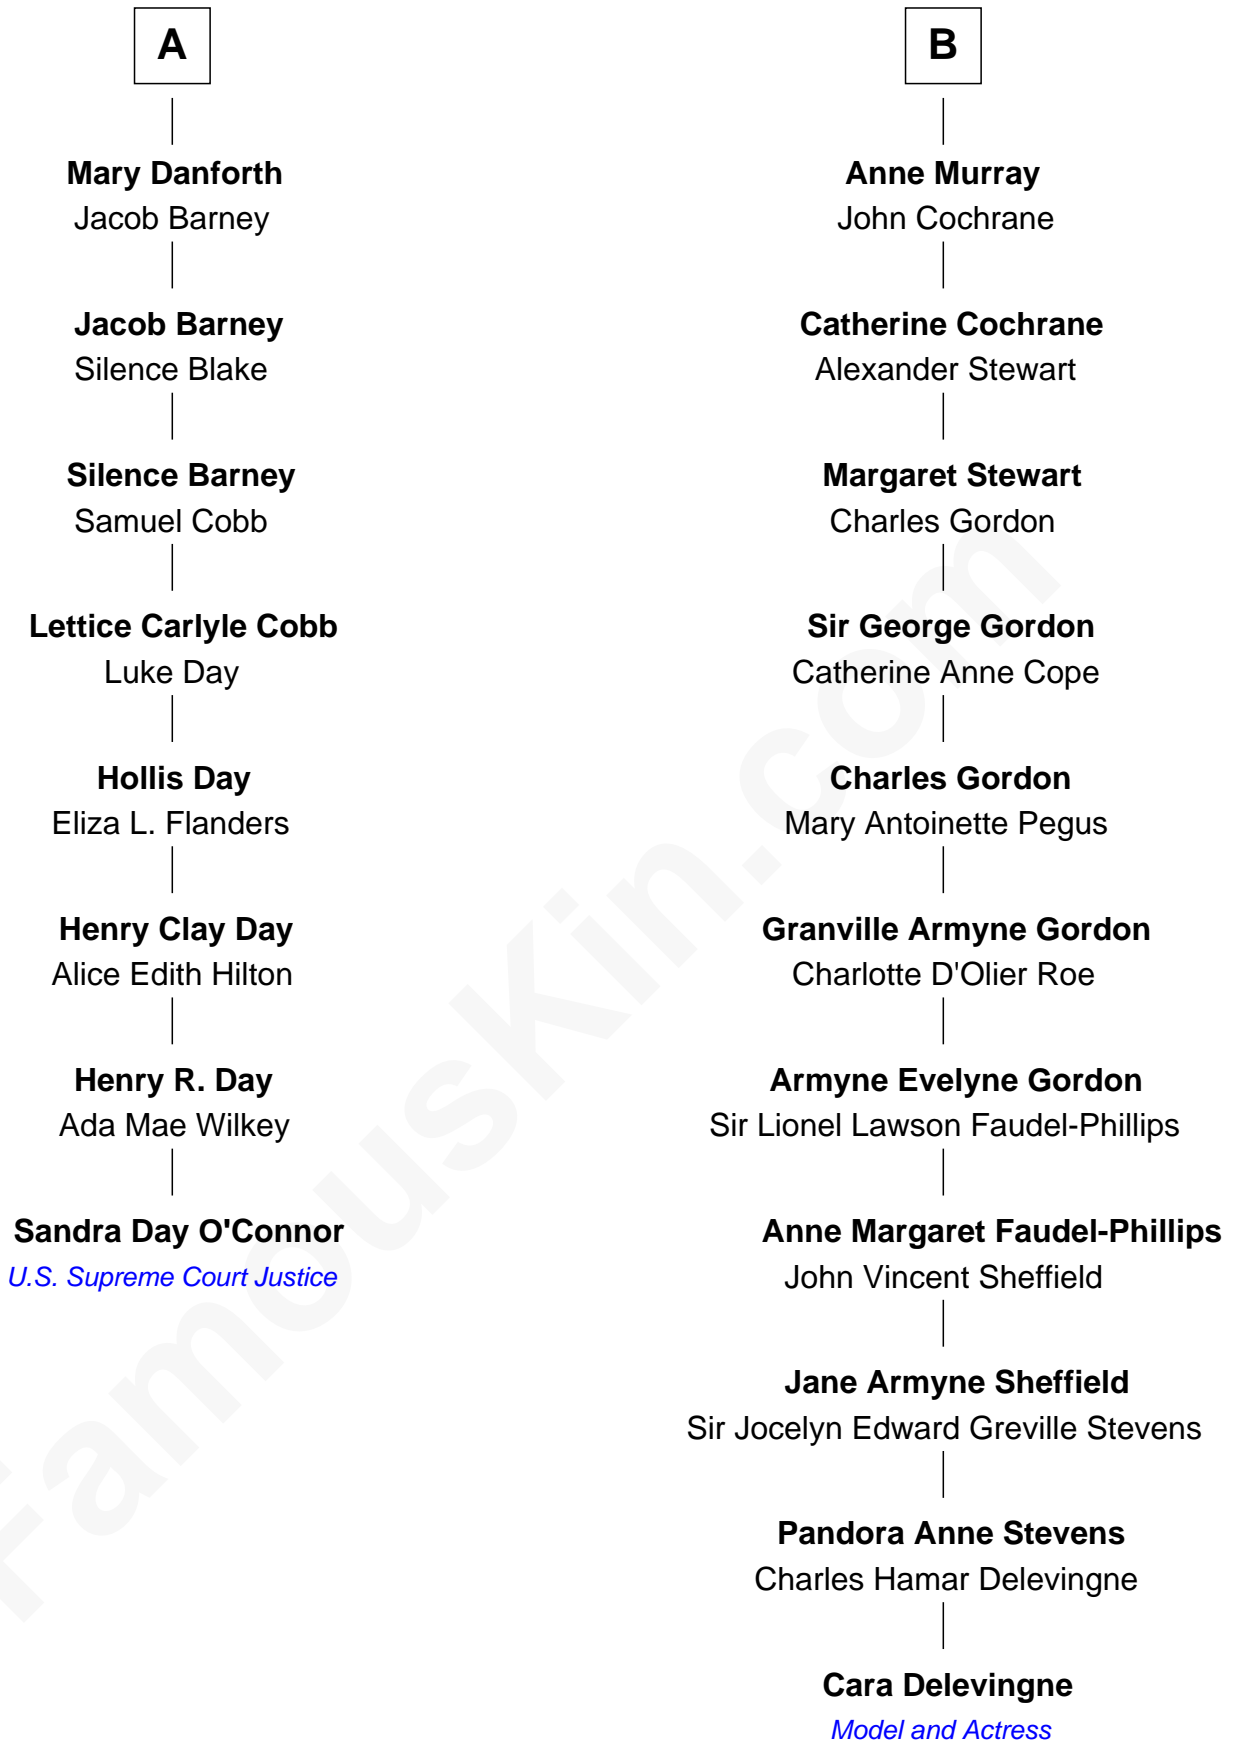 A
Mary Danforth
Jacob Barney
Jacob Barney
Silence Blake
Silence Barney
Samuel Cobb
Lettice Carlyle Cobb
Luke Day
Hollis Day
Eliza L. Flanders
Henry Clay Day
Alice Edith Hilton
Henry R. Day
Ada Mae Wilkey
Sandra Day O'Connor
U.S. Supreme Court Justice
B
Anne Murray
John Cochrane
Catherine Cochrane
Alexander Stewart
Margaret Stewart
Charles Gordon
Sir George Gordon
Catherine Anne Cope
Charles Gordon
Mary Antoinette Pegus
Granville Armyne Gordon
Charlotte D'Olier Roe
Armyne Evelyne Gordon
Sir Lionel Lawson Faudel-Phillips
Anne Margaret Faudel-Phillips
John Vincent Sheffield
Jane Armyne Sheffield
Sir Jocelyn Edward Greville Stevens
Pandora Anne Stevens
Charles Hamar Delevingne
Cara Delevingne
Model and Actress
FamousKin.com